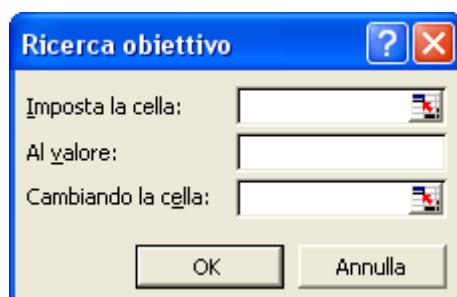 Ricerca obiettivo
Imposta la cella:
Al valore:
Cambiando la cella:
OK Annulla